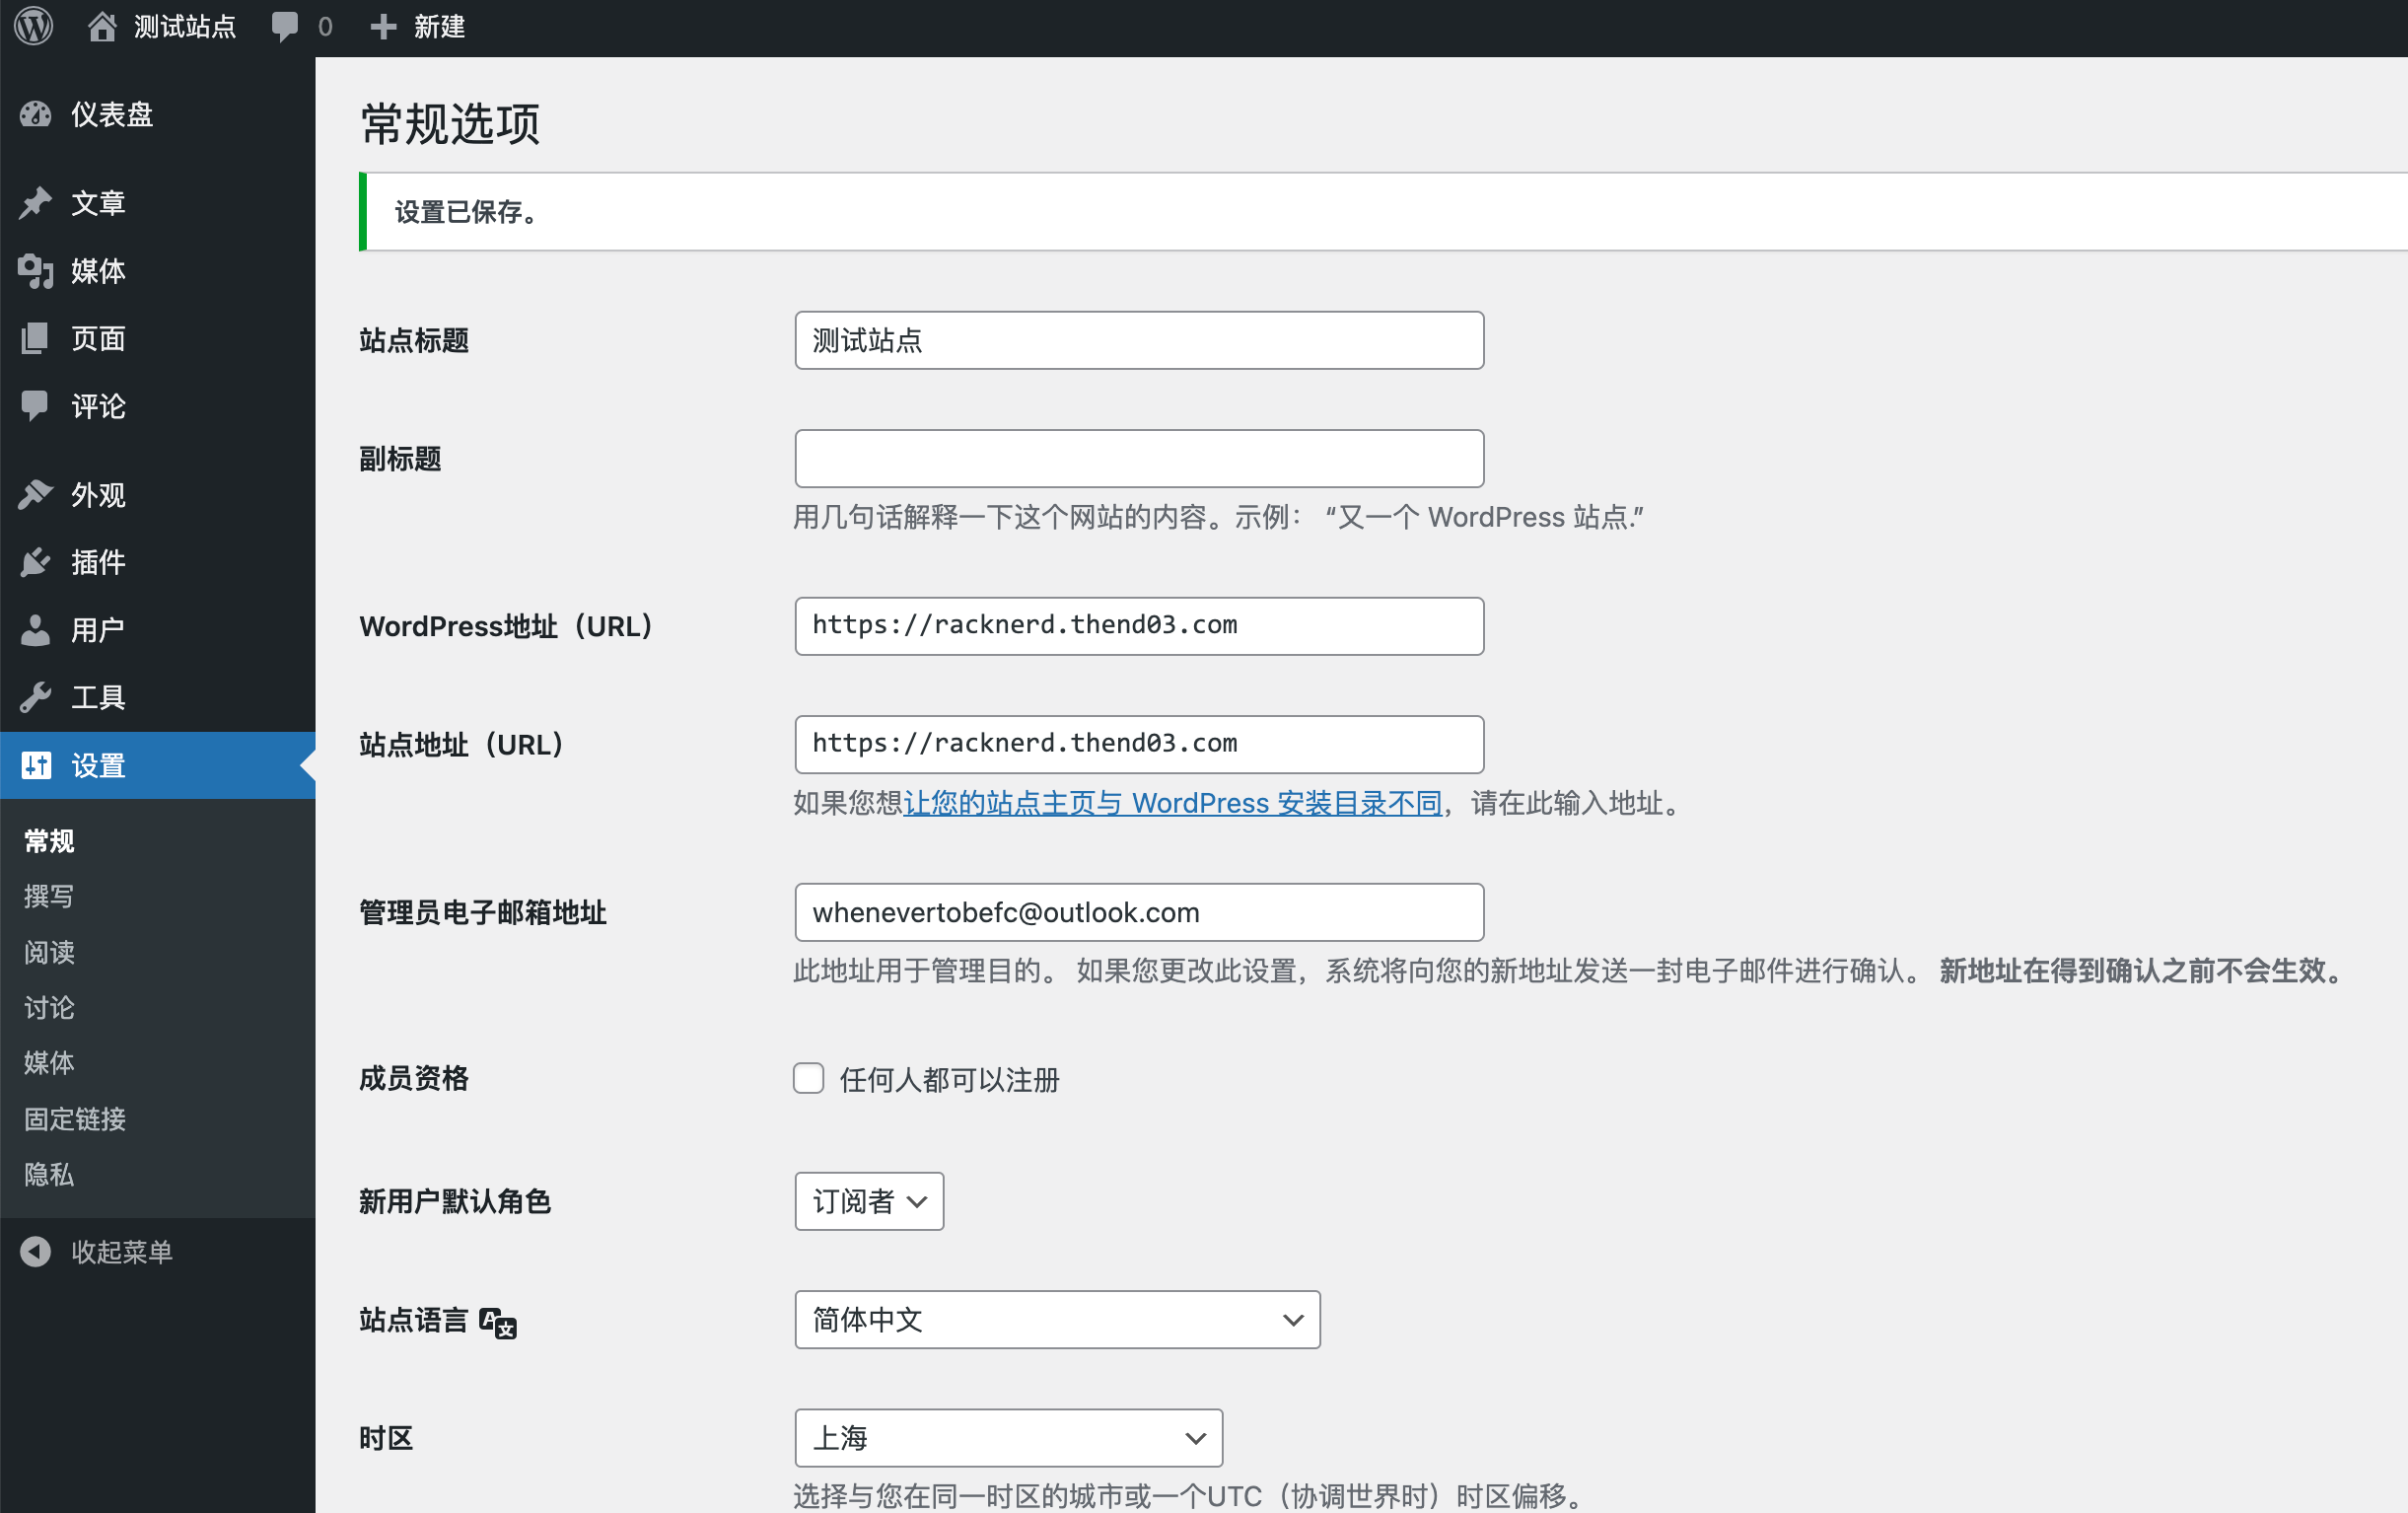 测试站点 0 新建
仪表盘
文章
媒体
页面
评论
外观
插件
用户
工具
设置
常规
撰写
阅读
讨论
媒体
固定链接
隐私
收起菜单
常规选项
设置已保存。
站点标题 测试站点
副标题
用几句话解释一下这个网站的内容。示例： “又一个 WordPress 站点.”
WordPress地址（URL） https://racknerd.thend03.com
站点地址（URL） https://racknerd.thend03.com
如果您想让您的站点主页与 WordPress 安装目录不同，请在此输入地址。
管理员电子邮箱地址 whenevertobefc@outlook.com
此地址用于管理目的。 如果您更改此设置，系统将向您的新地址发送一封电子邮件进行确认。 新地址在得到确认之前不会生效。
成员资格 任何人都可以注册
新用户默认角色 订阅者
站点语言 简体中文
时区 上海
选择与您在同一时区的城市或一个UTC（协调世界时）时区偏移。